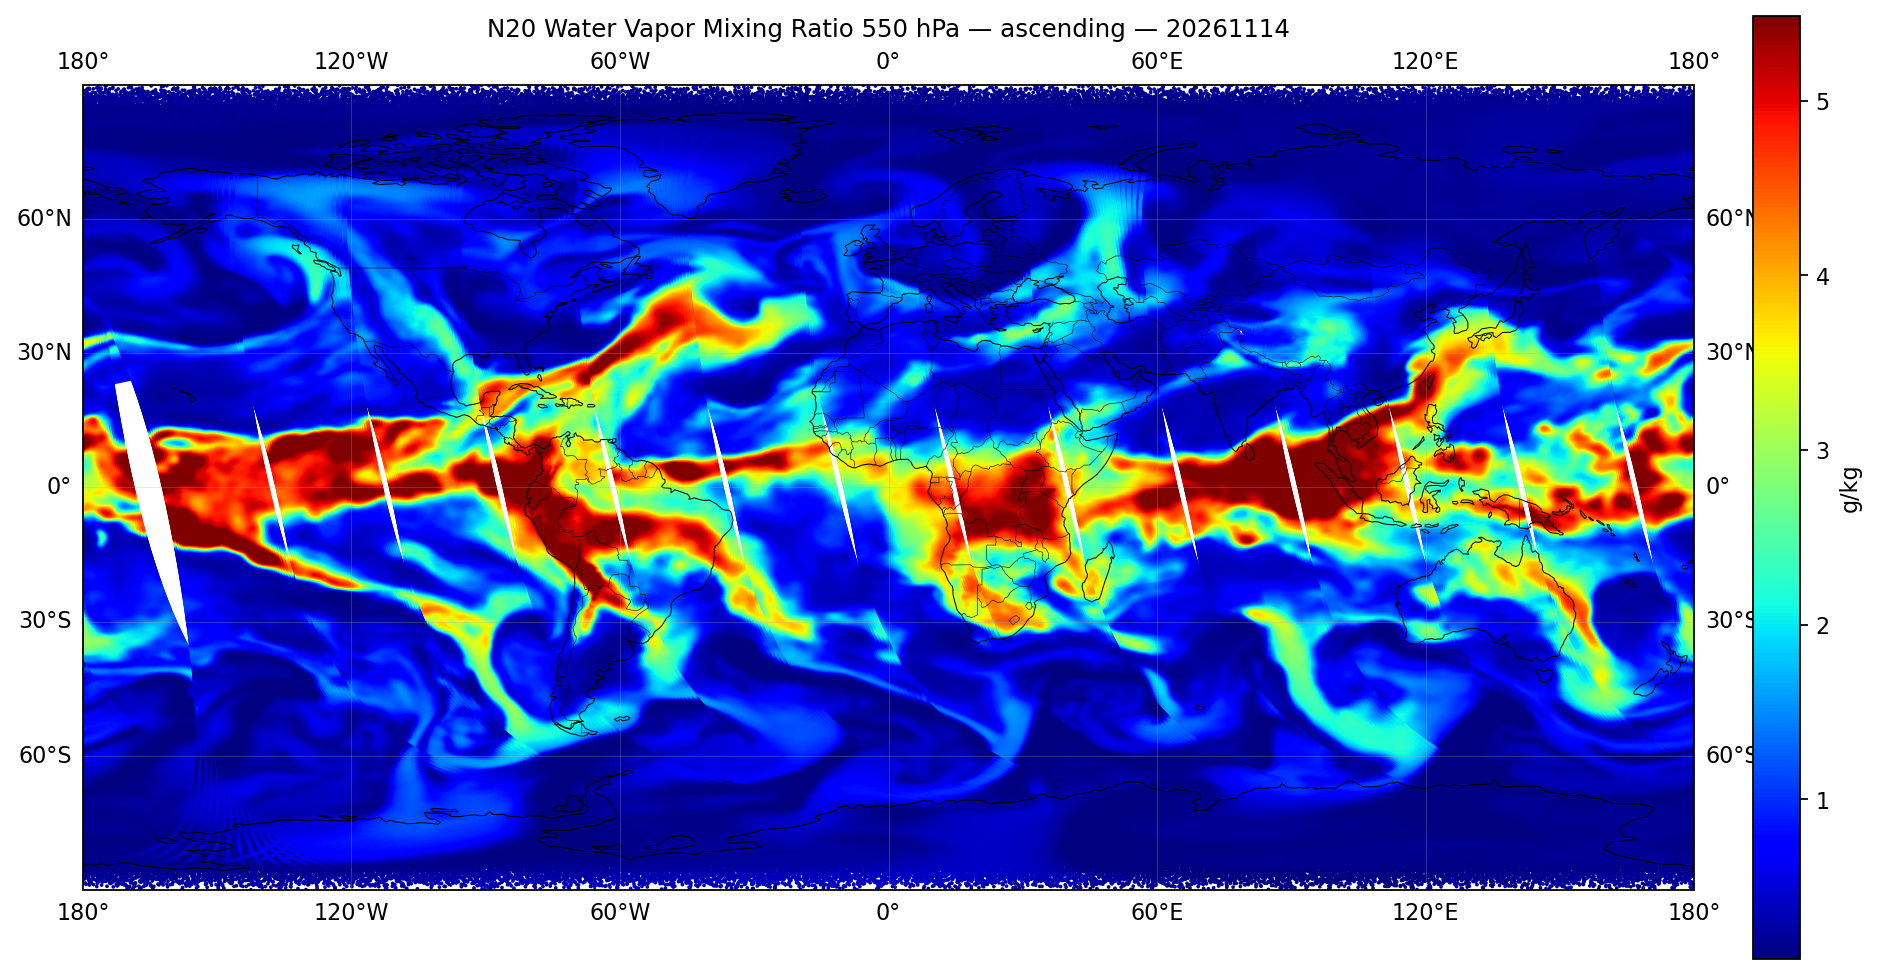 N20 Water Vapor Mixing Ratio 550 hPa — ascending — 20261114
180° 120°W 60°W 0° 60°E 120°E 180°
60°N 60°N
30°N 30°N
0° 0°
30°S 30°S
60°S 60°S
180° 120°W 60°W 0° 60°E 120°E 180°
5
4
3
2
1
g/kg